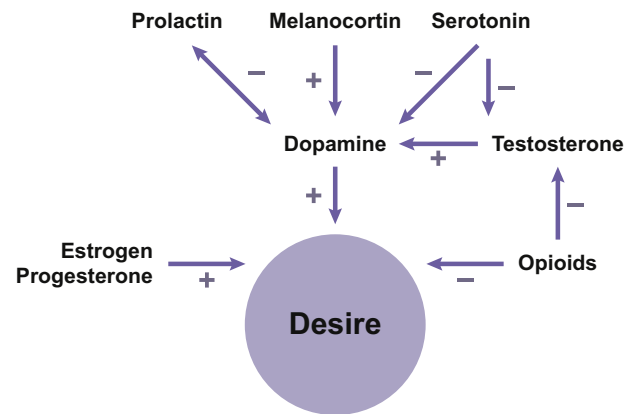 Prolactin Melanocortin Serotonin
− + − −
Dopamine + Testosterone
+ −
Estrogen
Progesterone + − Opioids
Desire